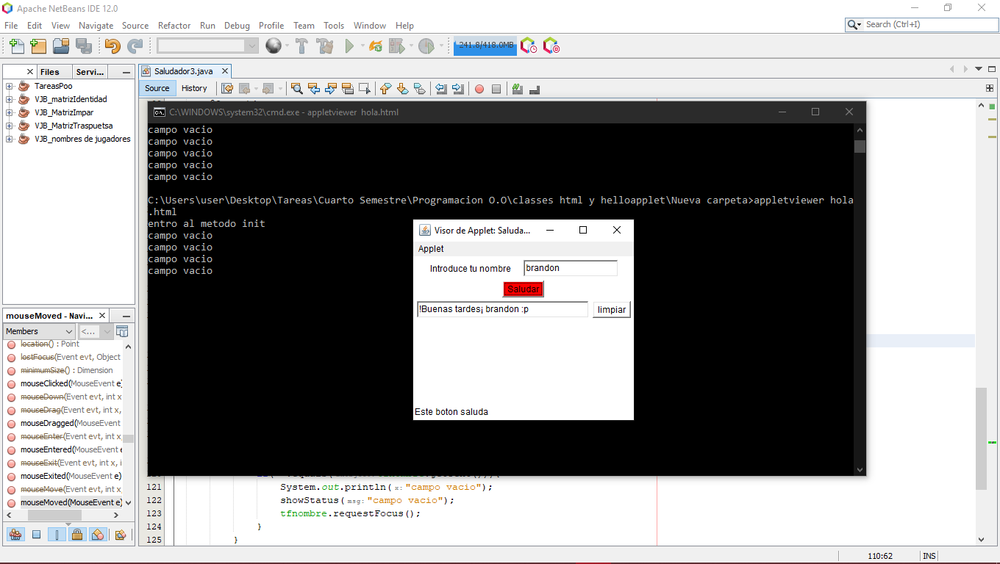 Apache NetBeans IDE 12.0
File Edit View Navigate Source Refactor Run Debug Profile Team Tools Window Help
Search (Ctrl+I)
241.8/418.0MB
Files Servi...
Saludador3.java
Source History
TareasPoo
VJB_matrizIdentidad
VJB_MatrizImpar
VJB_MatrizTraspuetsa
VJB_nombres de jugadores
C:\WINDOWS\system32\cmd.exe - appletviewer hola.html
campo vacio
campo vacio
campo vacio
campo vacio
campo vacio
C:\Users\user\Desktop\Tareas\Cuarto Semestre\Programacion O.O\classes html y helloapplet\Nueva carpeta>appletviewer hola
.html
entro al metodo init
campo vacio
campo vacio
campo vacio
campo vacio
Visor de Applet: Saluda...
Applet
Introduce tu nombre brandon
Saludar
!Buenas tardes¡ brandon :p limpiar
Este boton saluda
mouseMoved - Navi...
Members <...
location() : Point
lostFocus(Event evt, Object
minimumSize() : Dimension
mouseClicked(MouseEvent e)
mouseDown(Event evt, int x
mouseDrag(Event evt, int x,
mouseDragged(MouseEvent
mouseEnter(Event evt, int x,
mouseEntered(MouseEvent e
mouseExit(Event evt, int x, i
mouseExited(MouseEvent e)
mouseMove(Event evt, int x,
mouseMoved(MouseEvent e)
121 System.out.println(x:"campo vacio");
122 showStatus(msg:"campo vacio");
123 tfnombre.requestFocus();
124 }
125 }
110:62 INS